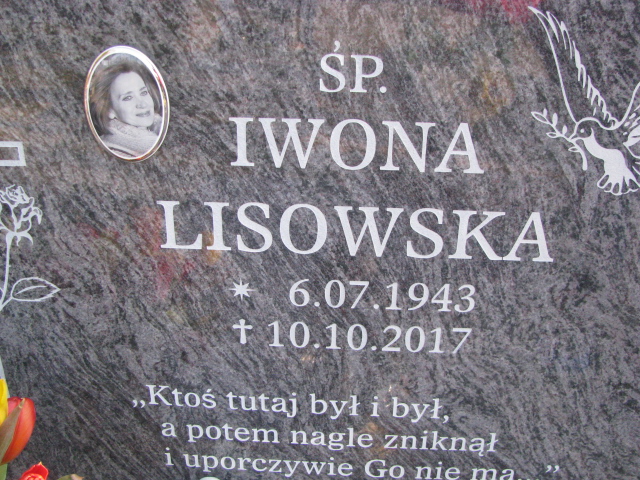 ŚP.
IWONA
LISOWSKA
* 6.07.1943
† 10.10.2017
„Ktoś tutaj był i był,
a potem nagle zniknął
i uporczywie Go nie ma..."